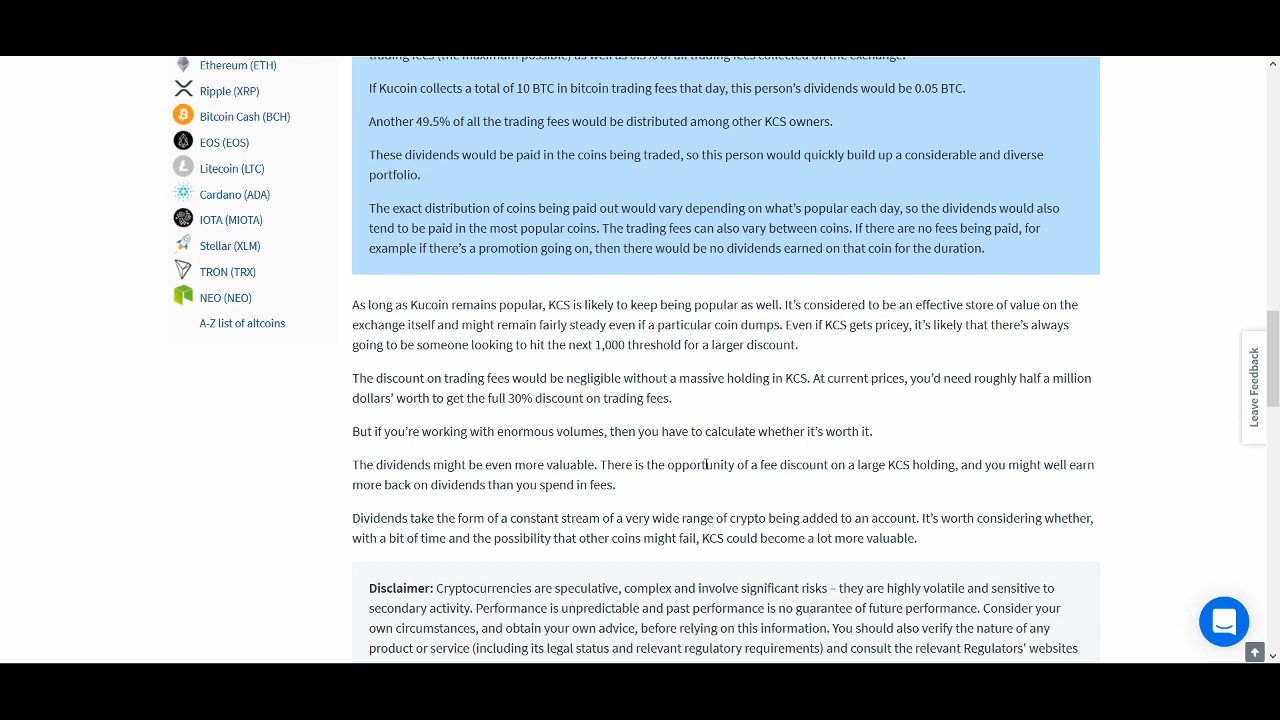 Ethereum (ETH)
Ripple (XRP)
Bitcoin Cash (BCH)
EOS (EOS)
Litecoin (LTC)
Cardano (ADA)
IOTA (MIOTA)
Stellar (XLM)
TRON (TRX)
NEO (NEO)
A-Z list of altcoins
trading fees (the maximum possible) as well as 0.5% of all trading fees collected on the exchange.
If Kucoin collects a total of 10 BTC in bitcoin trading fees that day, this person’s dividends would be 0.05 BTC.
Another 49.5% of all the trading fees would be distributed among other KCS owners.
These dividends would be paid in the coins being traded, so this person would quickly build up a considerable and diverse
portfolio.
The exact distribution of coins being paid out would vary depending on what’s popular each day, so the dividends would also
tend to be paid in the most popular coins. The trading fees can also vary between coins. If there are no fees being paid, for
example if there’s a promotion going on, then there would be no dividends earned on that coin for the duration.
As long as Kucoin remains popular, KCS is likely to keep being popular as well. It’s considered to be an effective store of value on the
exchange itself and might remain fairly steady even if a particular coin dumps. Even if KCS gets pricey, it’s likely that there’s always
going to be someone looking to hit the next 1,000 threshold for a larger discount.
The discount on trading fees would be negligible without a massive holding in KCS. At current prices, you’d need roughly half a million
dollars’ worth to get the full 30% discount on trading fees.
But if you’re working with enormous volumes, then you have to calculate whether it’s worth it.
The dividends might be even more valuable. There is the opportunity of a fee discount on a large KCS holding, and you might well earn
more back on dividends than you spend in fees.
Dividends take the form of a constant stream of a very wide range of crypto being added to an account. It’s worth considering whether,
with a bit of time and the possibility that other coins might fail, KCS could become a lot more valuable.
Disclaimer: Cryptocurrencies are speculative, complex and involve significant risks – they are highly volatile and sensitive to
secondary activity. Performance is unpredictable and past performance is no guarantee of future performance. Consider your
own circumstances, and obtain your own advice, before relying on this information. You should also verify the nature of any
product or service (including its legal status and relevant regulatory requirements) and consult the relevant Regulators' websites
Leave Feedback